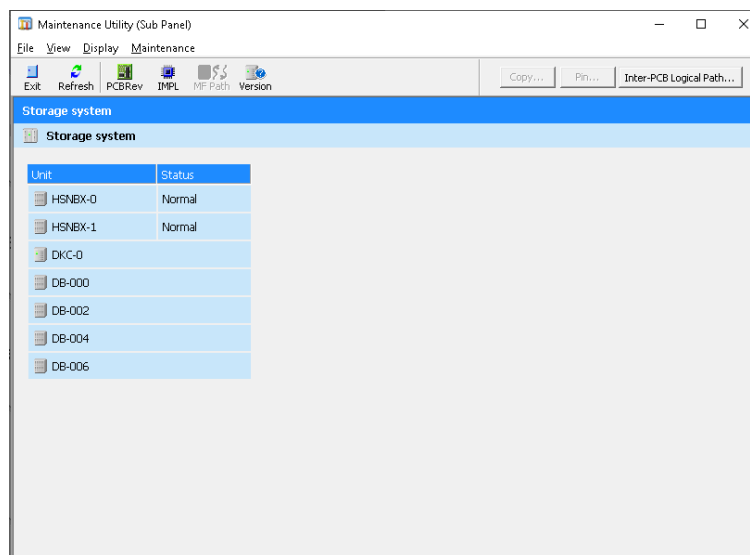 Maintenance Utility (Sub Panel)
File View Display Maintenance
Exit Refresh PCBRev IMPL MF Path Version Copy... Pin... Inter-PCB Logical Path...
Storage system
Storage system
Unit Status
HSNBX-0 Normal
HSNBX-1 Normal
DKC-0
DB-000
DB-002
DB-004
DB-006